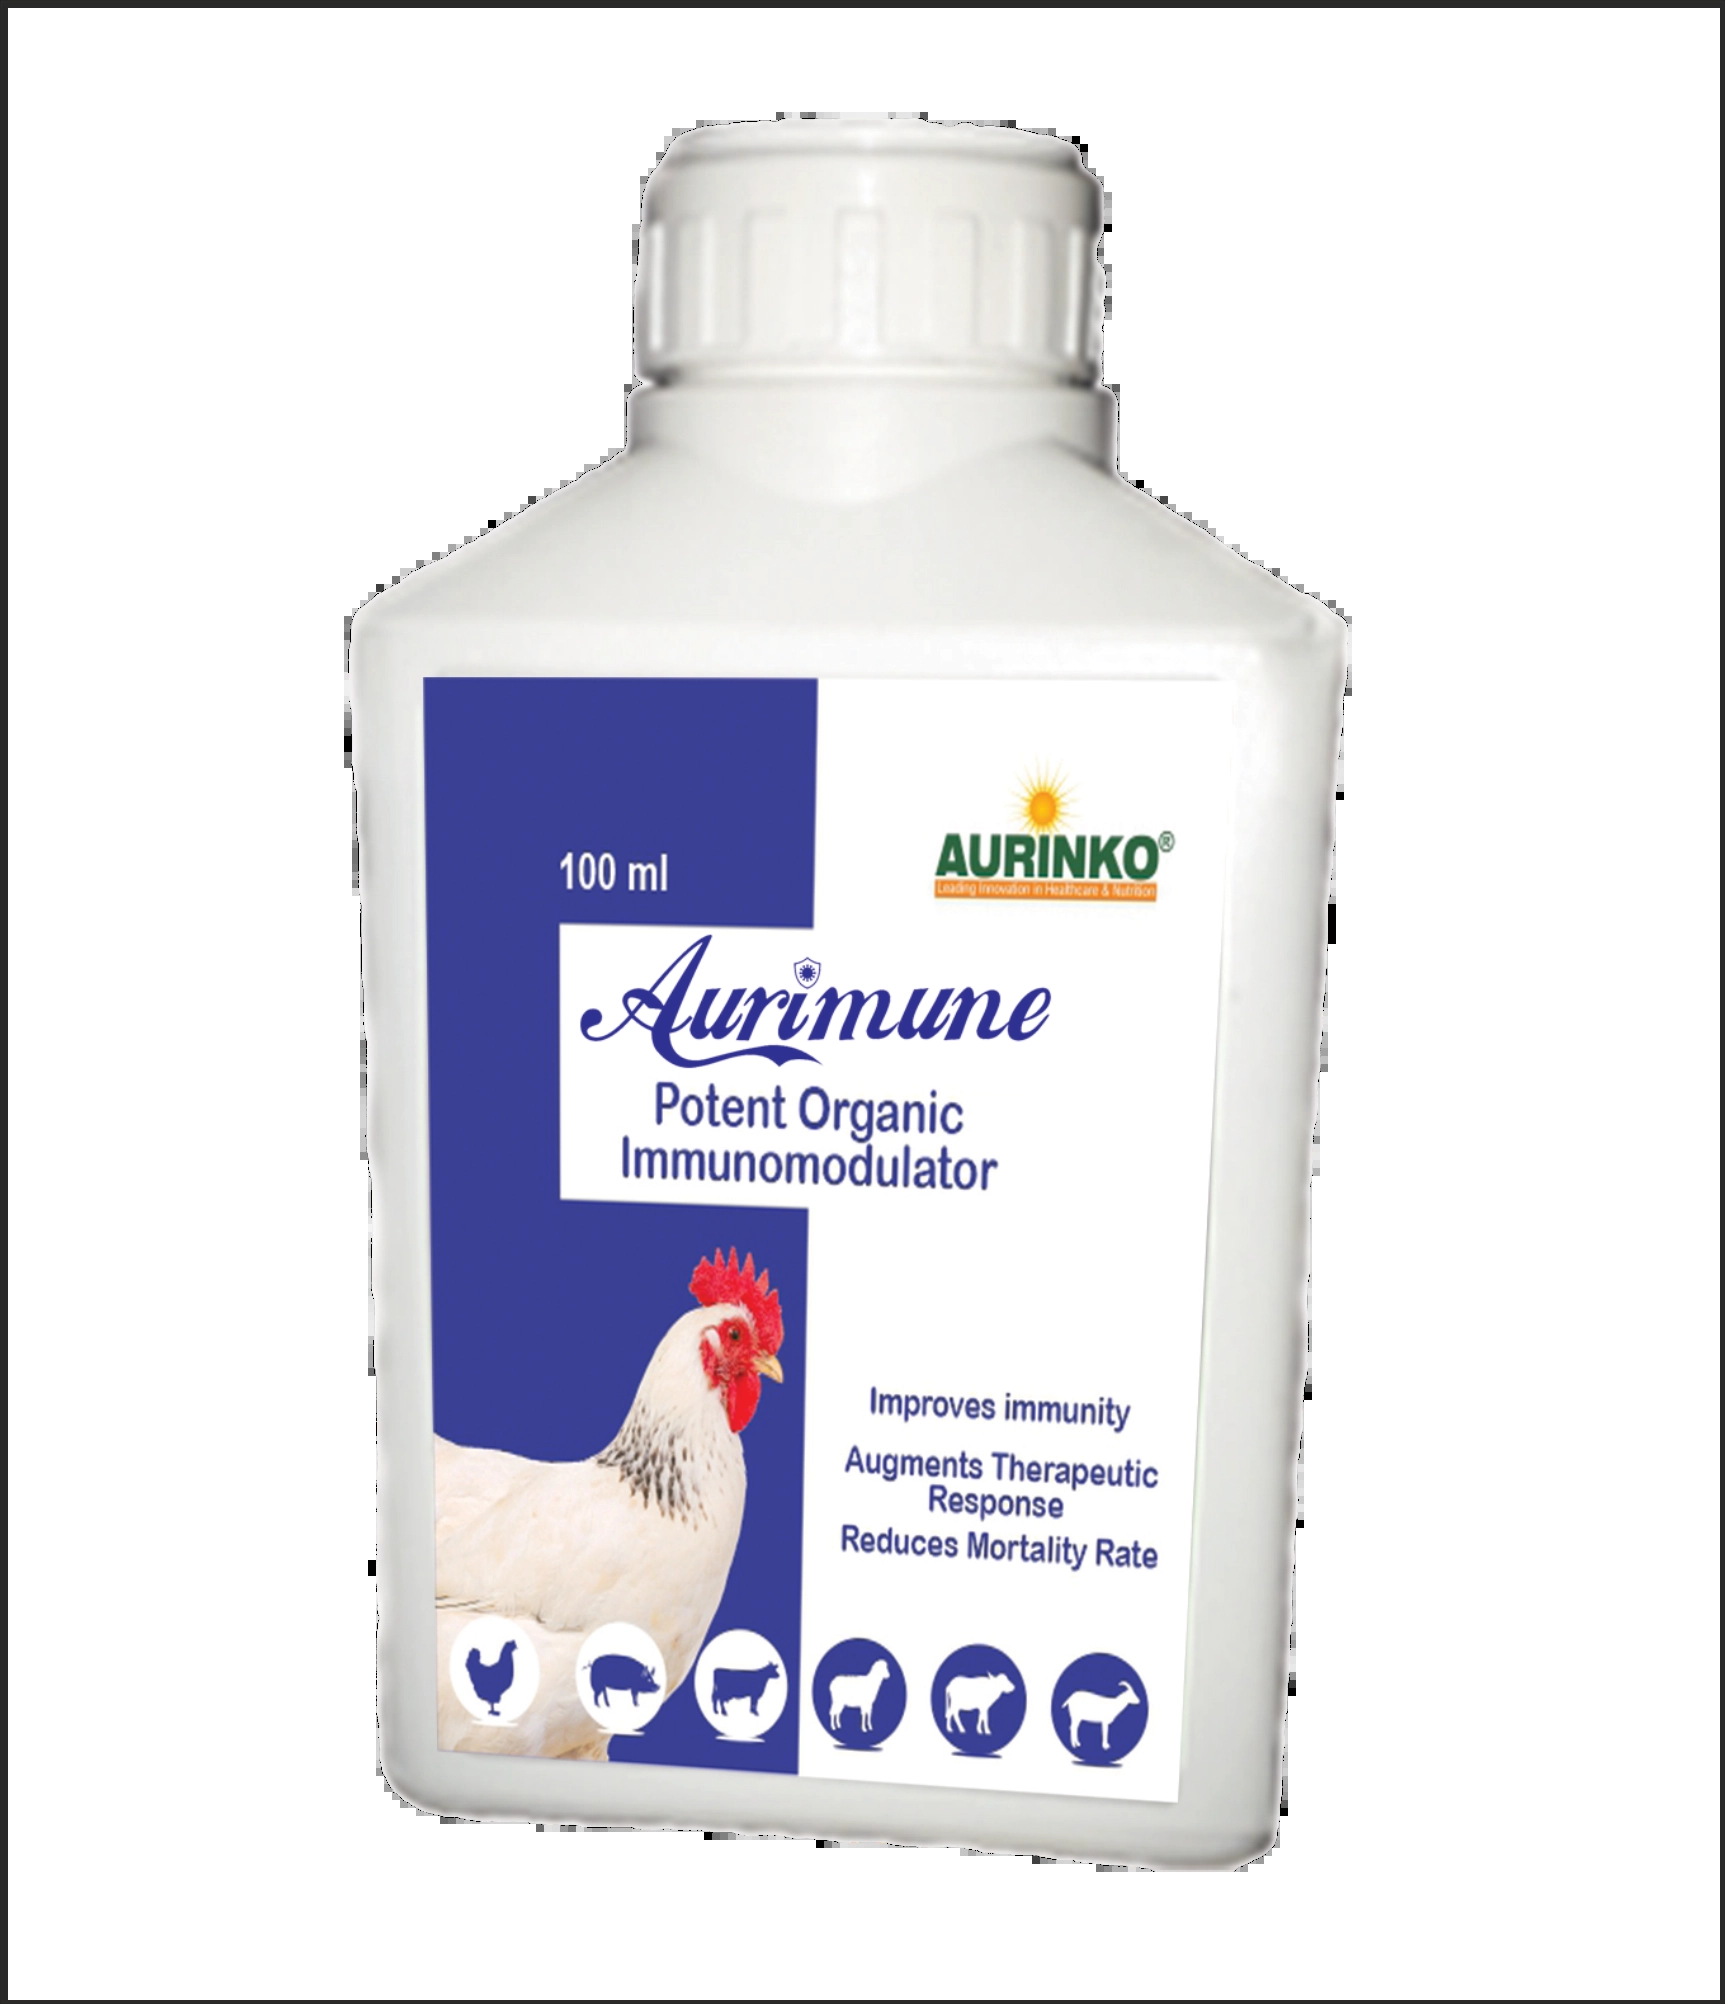 100 ml
AURINKO®
Leading Innovation in Healthcare & Nutrition
Aurimune
Potent Organic
Immunomodulator
Improves immunity
Augments Therapeutic
Response
Reduces Mortality Rate